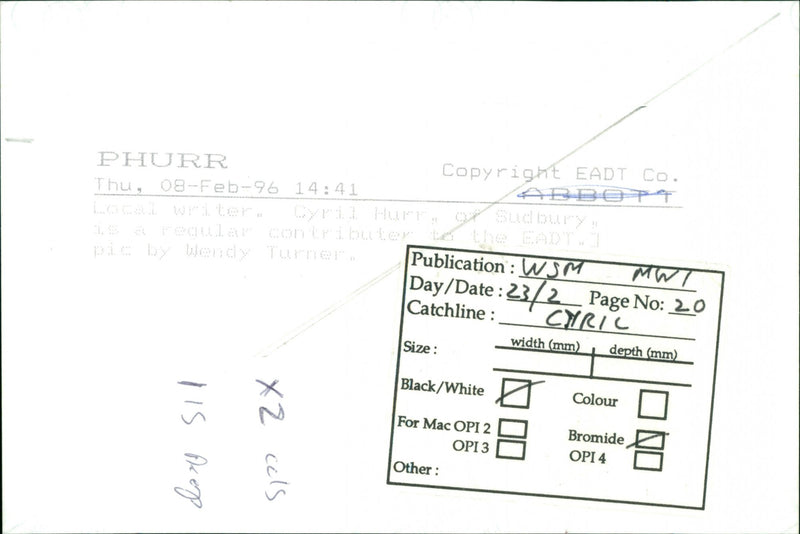 PHURR
Copyright EADT Co.
Thu, 08-Feb-96 14:41
ABBOTT
Local writer. Cyril Hurr, of Sudbury,
is a regular contributer to the EADT.]
pic by Wendy Turner.
Publication : WSM MW1
Day/Date : 23/2 Page No: 20
Catchline : CYRIL
Size : width (mm) depth (mm)
Black/White Colour
For Mac OPI 2 Bromide
OPI 3 OPI 4
Other :
X2 cols
115 deep